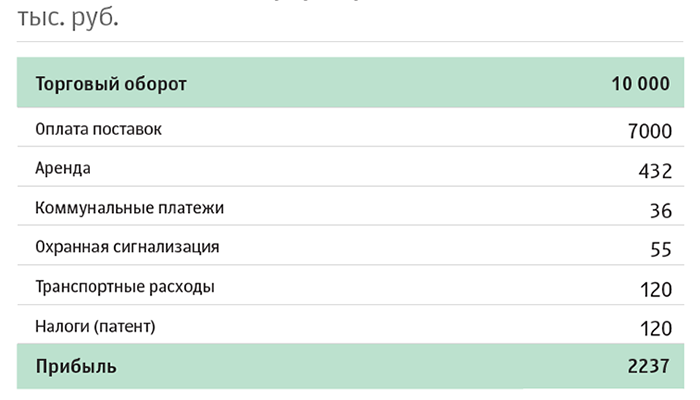 тыс. руб.
Торговый оборот 10 000
Оплата поставок 7000
Аренда 432
Коммунальные платежи 36
Охранная сигнализация 55
Транспортные расходы 120
Налоги (патент) 120
Прибыль 2237